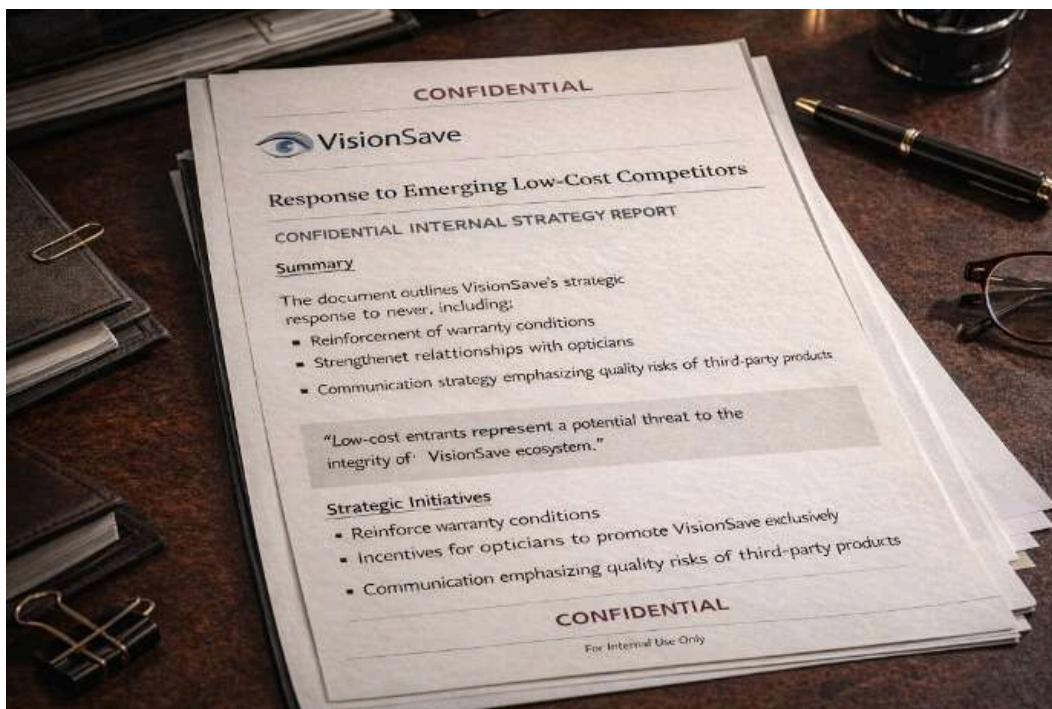 CONFIDENTIAL
VisionSave
Response to Emerging Low-Cost Competitors
CONFIDENTIAL INTERNAL STRATEGY REPORT
Summary
The document outlines VisionSave's strategic
response to never, including:
▪ Reinforcement of warranty conditions
▪ Strengthenet relattionships with opticians
▪ Communication strategy emphasizing quality risks of third-party products
"Low-cost entrants represent a potential threat to the
integrity of VisionSave ecosystem."
Strategic Initiatives
▪ Reinforce warranty conditions
▪ Incentives for opticians to promote VisionSave exclusively
▪ Communication emphasizing quality risks of third-party products
CONFIDENTIAL
For Internal Use Only